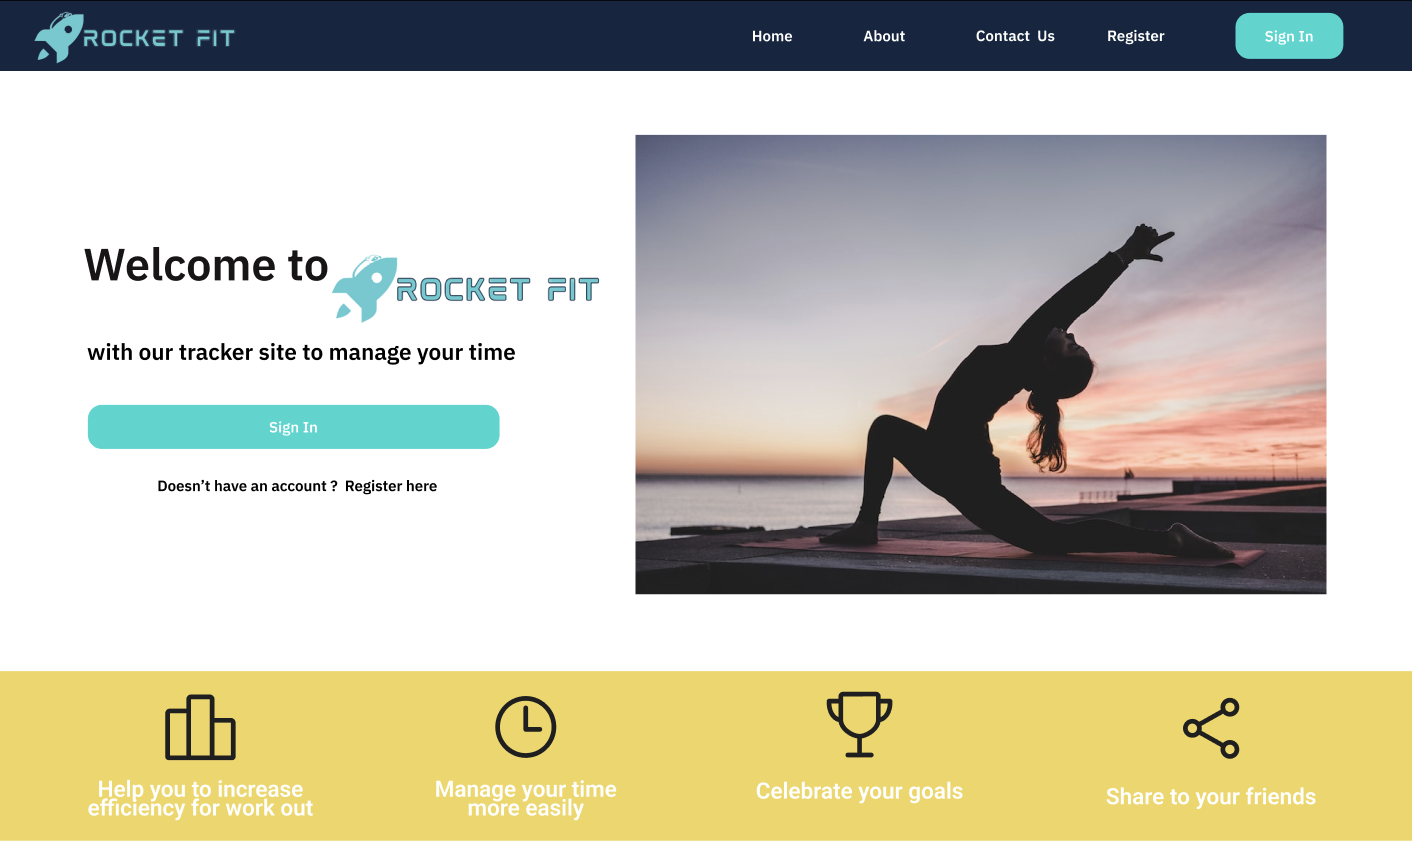 ROCKET FIT
Home
About
Contact Us
Register
Sign In
Welcome to
ROCKET FIT
with our tracker site to manage your time
Sign In
Doesn’t have an account ? Register here
Help you to increase
efficiency for work out
Manage your time
more easily
Celebrate your goals
Share to your friends